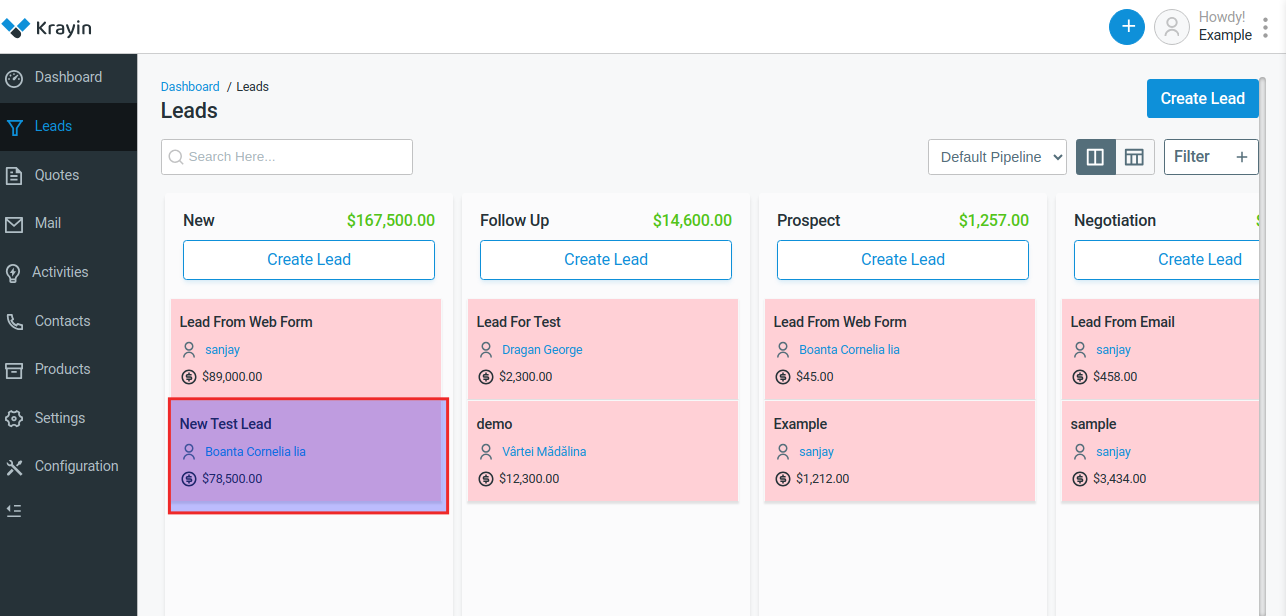 Krayin
Howdy!
Example
Dashboard
Leads
Quotes
Mail
Activities
Contacts
Products
Settings
Configuration
Dashboard / Leads
Leads
Create Lead
Search Here...
Default Pipeline
Filter +
New $167,500.00
Create Lead
Lead From Web Form
sanjay
$89,000.00
New Test Lead
Boanta Cornelia lia
$78,500.00
Follow Up $14,600.00
Create Lead
Lead For Test
Dragan George
$2,300.00
demo
Vârtei Mădălina
$12,300.00
Prospect $1,257.00
Create Lead
Lead From Web Form
Boanta Cornelia lia
$45.00
Example
sanjay
$1,212.00
Negotiation
Create Lead
Lead From Email
sanjay
$458.00
sample
sanjay
$3,434.00